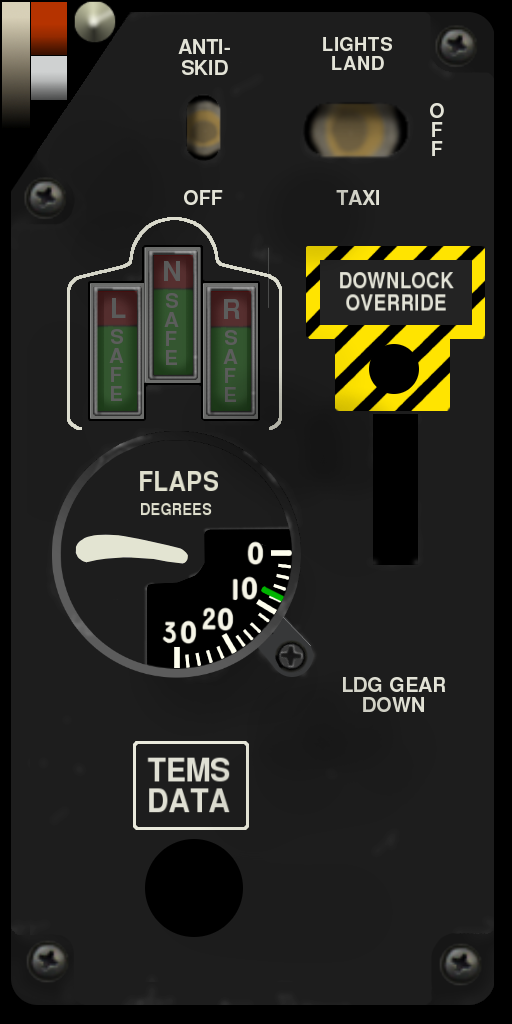 ANTI-
SKID
LIGHTS
LAND
OFF
OFF
TAXI
N
SAFE
L
SAFE
R
SAFE
DOWNLOCK
OVERRIDE
FLAPS
DEGREES
0
10
20
30
LDG GEAR
DOWN
TEMS
DATA